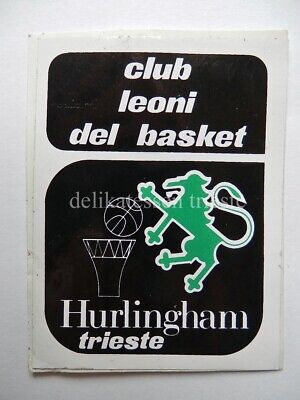 club
leoni
del basket
delikatessen trieste
Hurlingham
trieste